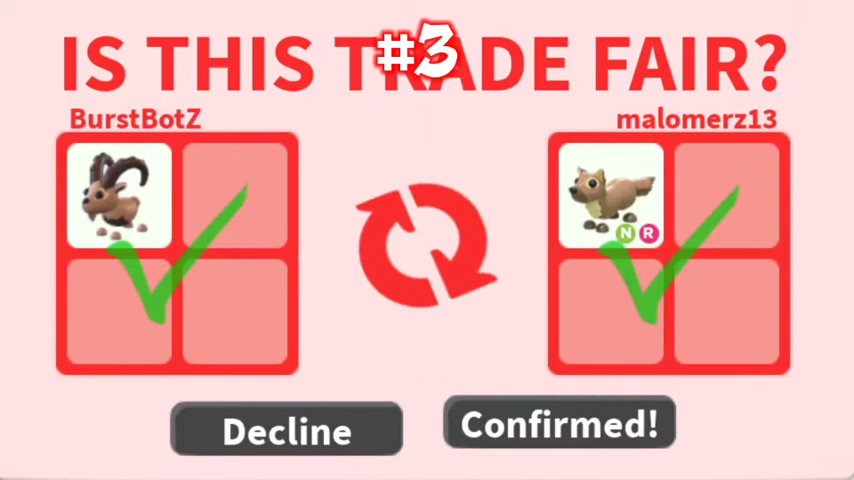 IS THIS TRADE FAIR?
#3
BurstBotZ
malomerz13
N R
Decline
Confirmed!